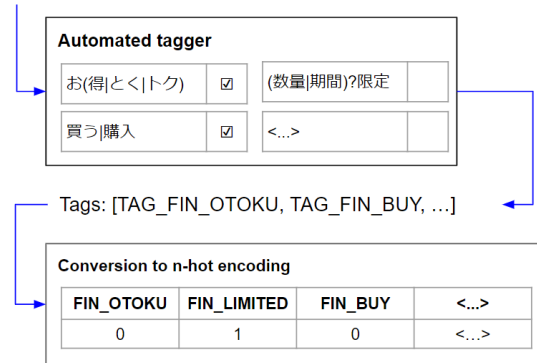 Automated tagger
お(得|とく|トク) ☑ (数量|期間)?限定
買う|購入 ☑ <...>
Tags: [TAG_FIN_OTOKU, TAG_FIN_BUY, …]
Conversion to n-hot encoding
FIN_OTOKU FIN_LIMITED FIN_BUY <...>
0 1 0 <...>